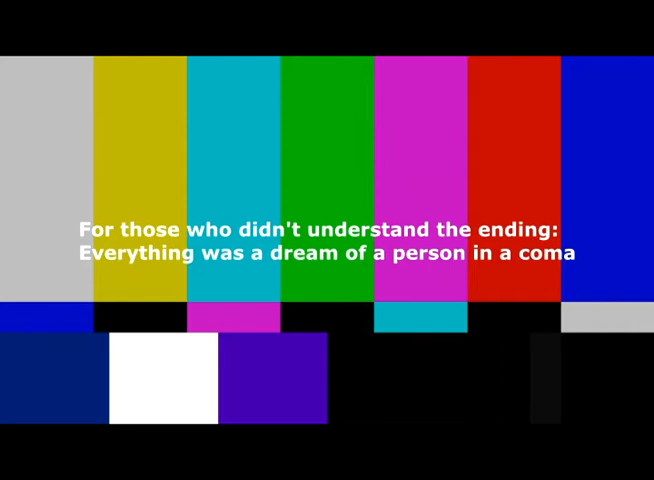 For those who didn't understand the ending:
Everything was a dream of a person in a coma